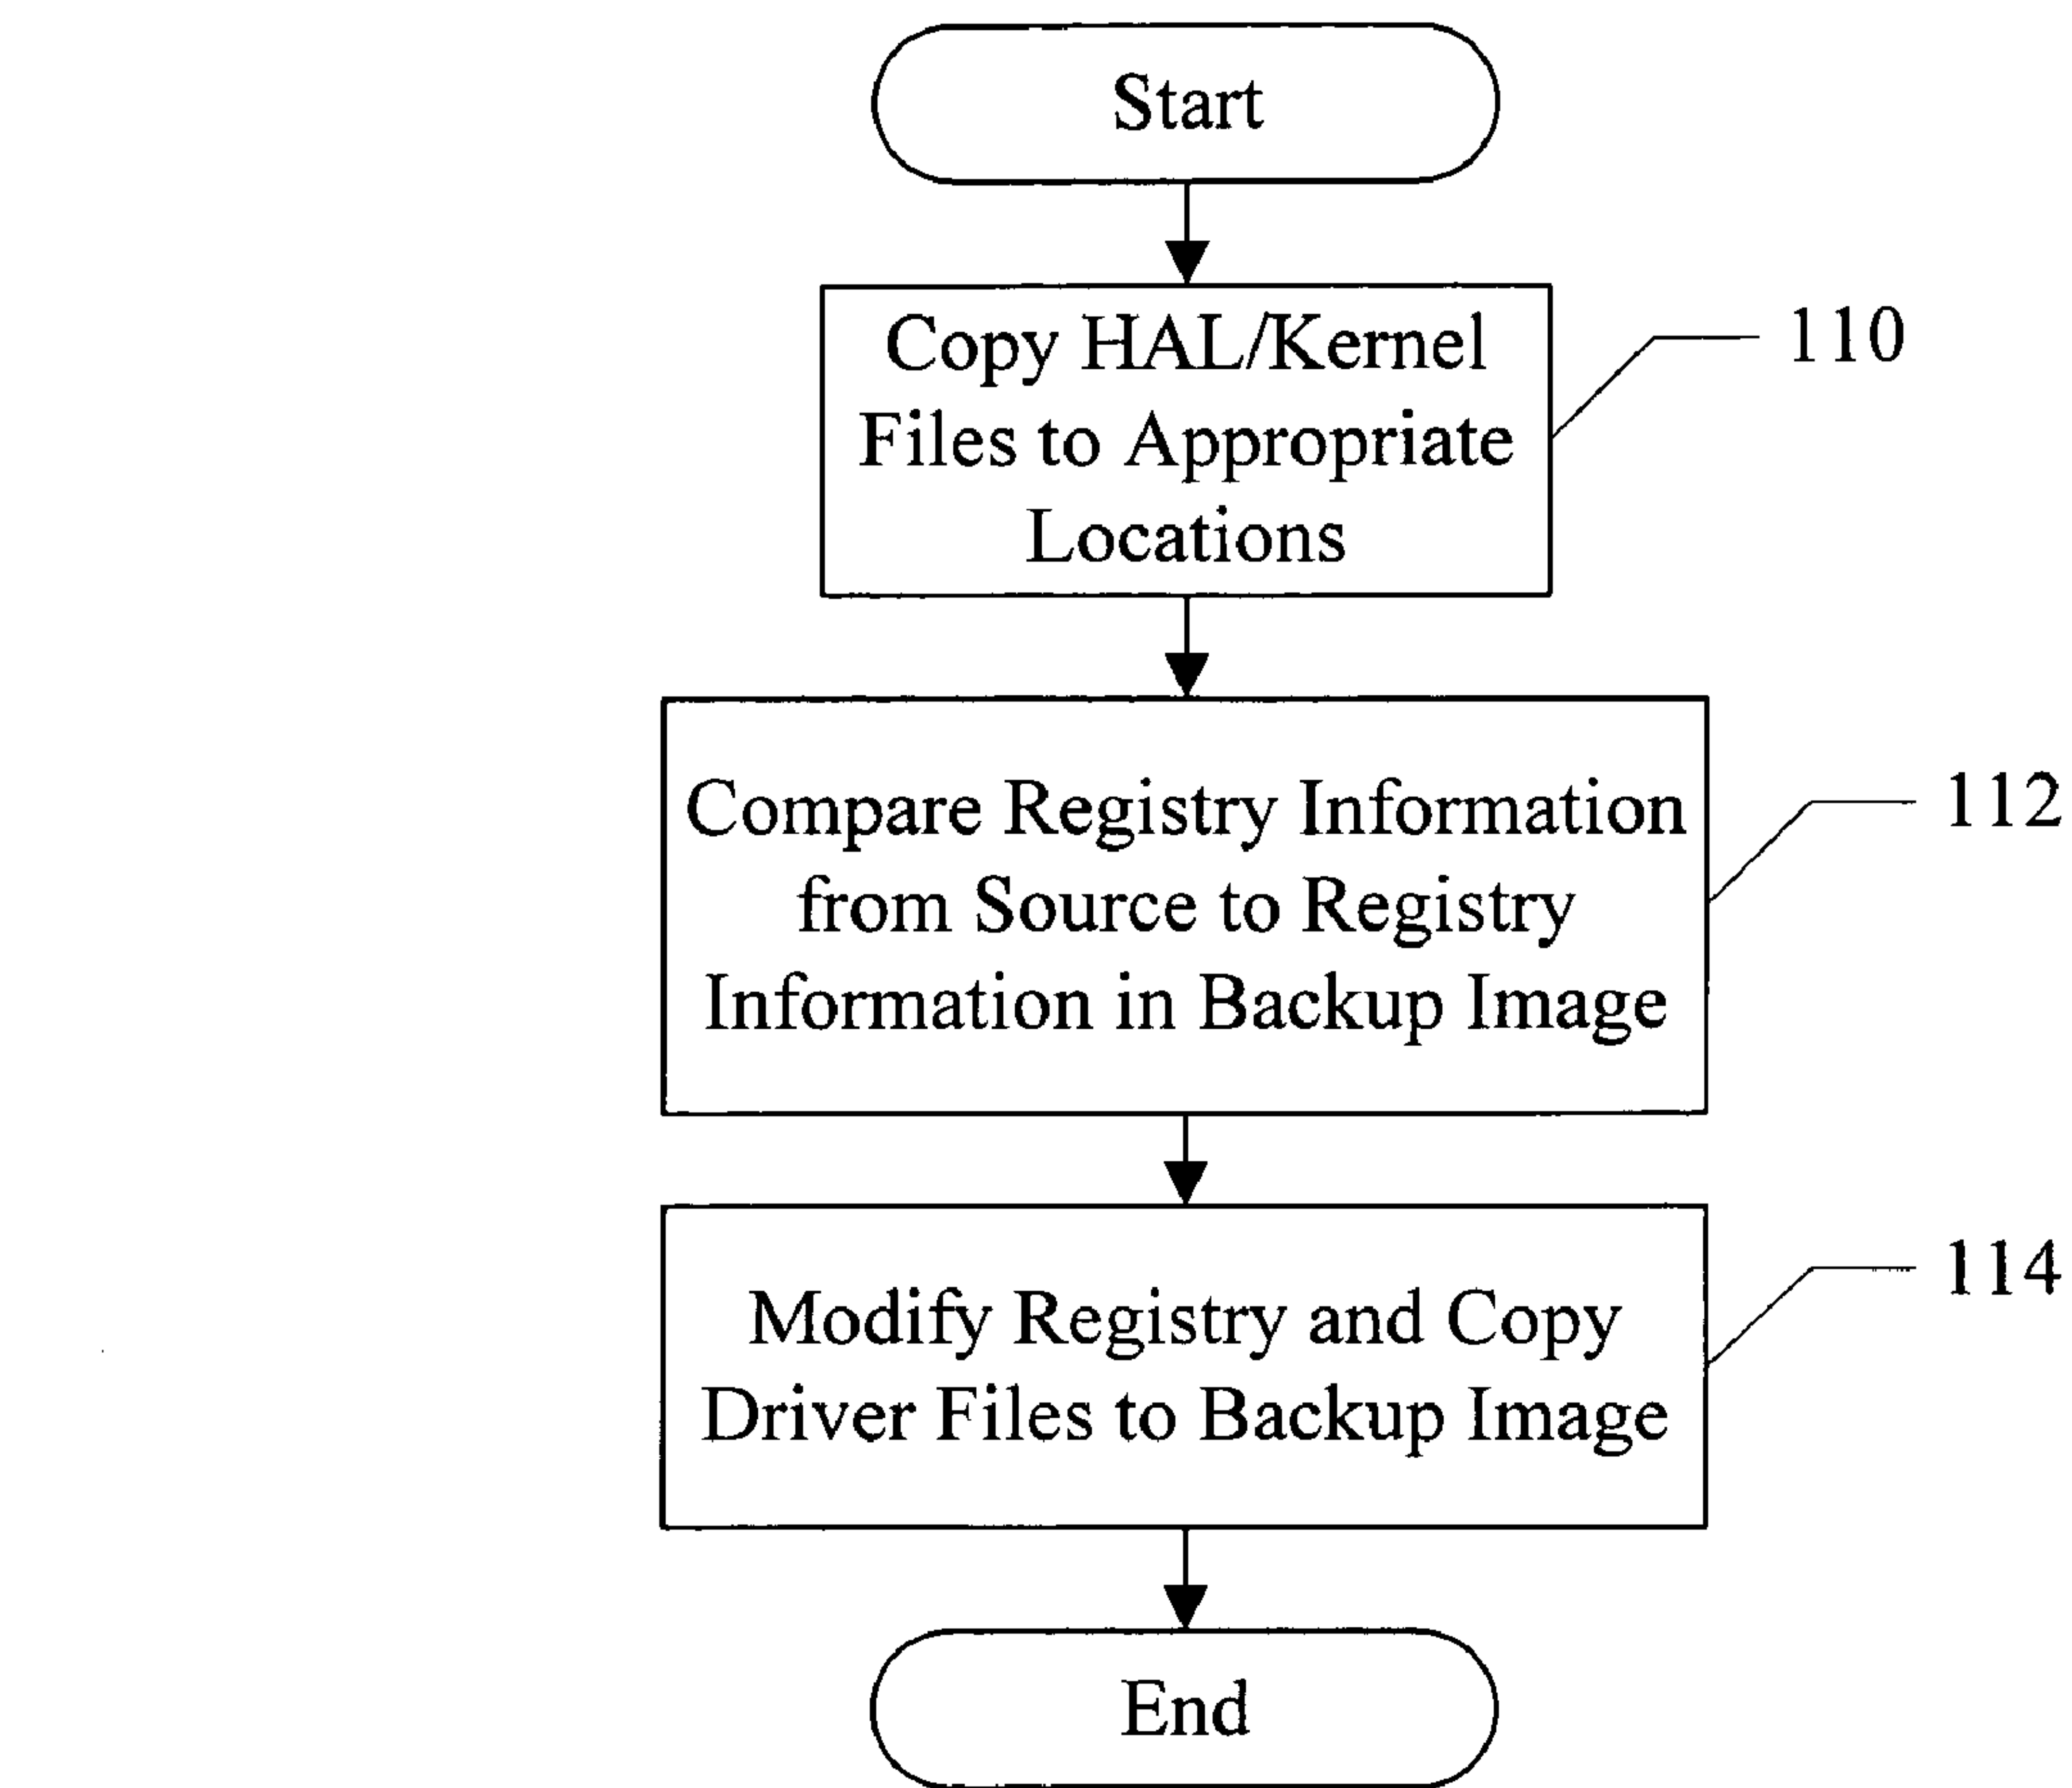 Start
Copy HAL/Kernel
Files to Appropriate
Locations
110
Compare Registry Information
from Source to Registry
Information in Backup Image
112
Modify Registry and Copy
Driver Files to Backup Image
114
End